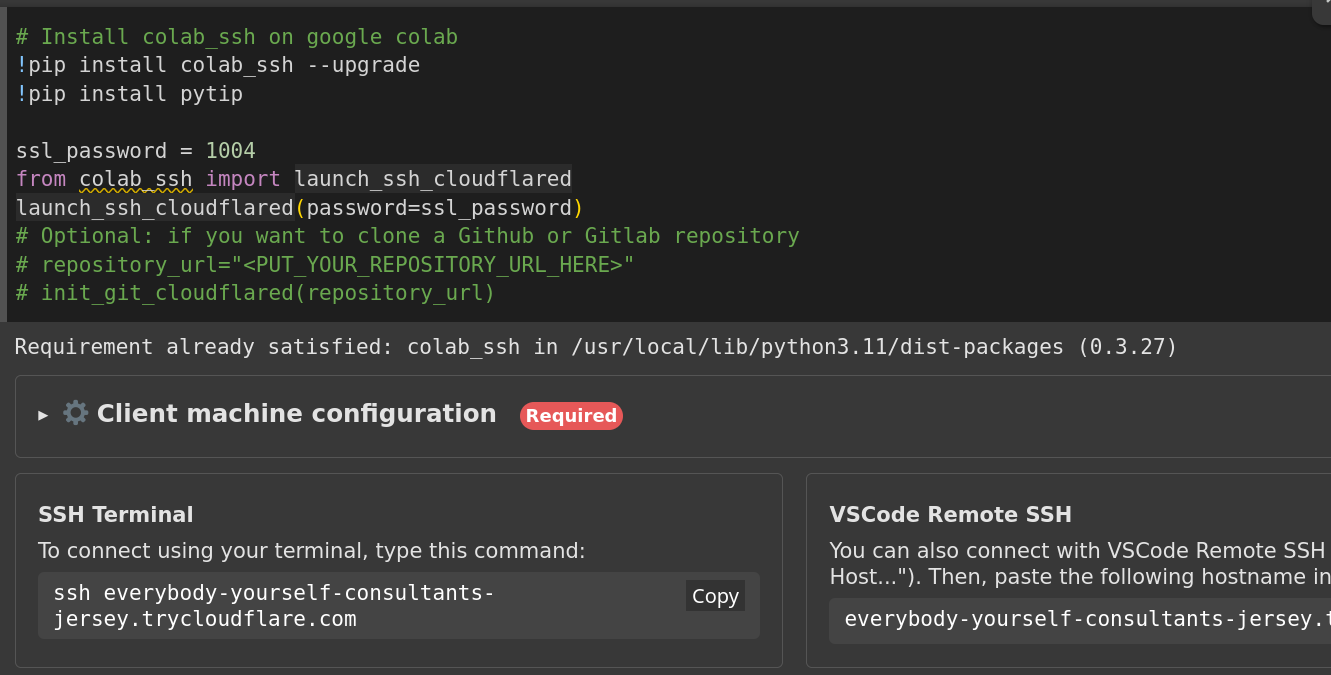 # Install colab_ssh on google colab
!pip install colab_ssh --upgrade
!pip install pytip
ssl_password = 1004
from colab_ssh import launch_ssh_cloudflared
launch_ssh_cloudflared(password=ssl_password)
# Optional: if you want to clone a Github or Gitlab repository
# repository_url="<PUT_YOUR_REPOSITORY_URL_HERE>"
# init_git_cloudflared(repository_url)
Requirement already satisfied: colab_ssh in /usr/local/lib/python3.11/dist-packages (0.3.27)
Client machine configuration Required
SSH Terminal
To connect using your terminal, type this command:
ssh everybody-yourself-consultants-
jersey.trycloudflare.com
Copy
VSCode Remote SSH
You can also connect with VSCode Remote SSH
Host..."). Then, paste the following hostname in
everybody-yourself-consultants-jersey.t